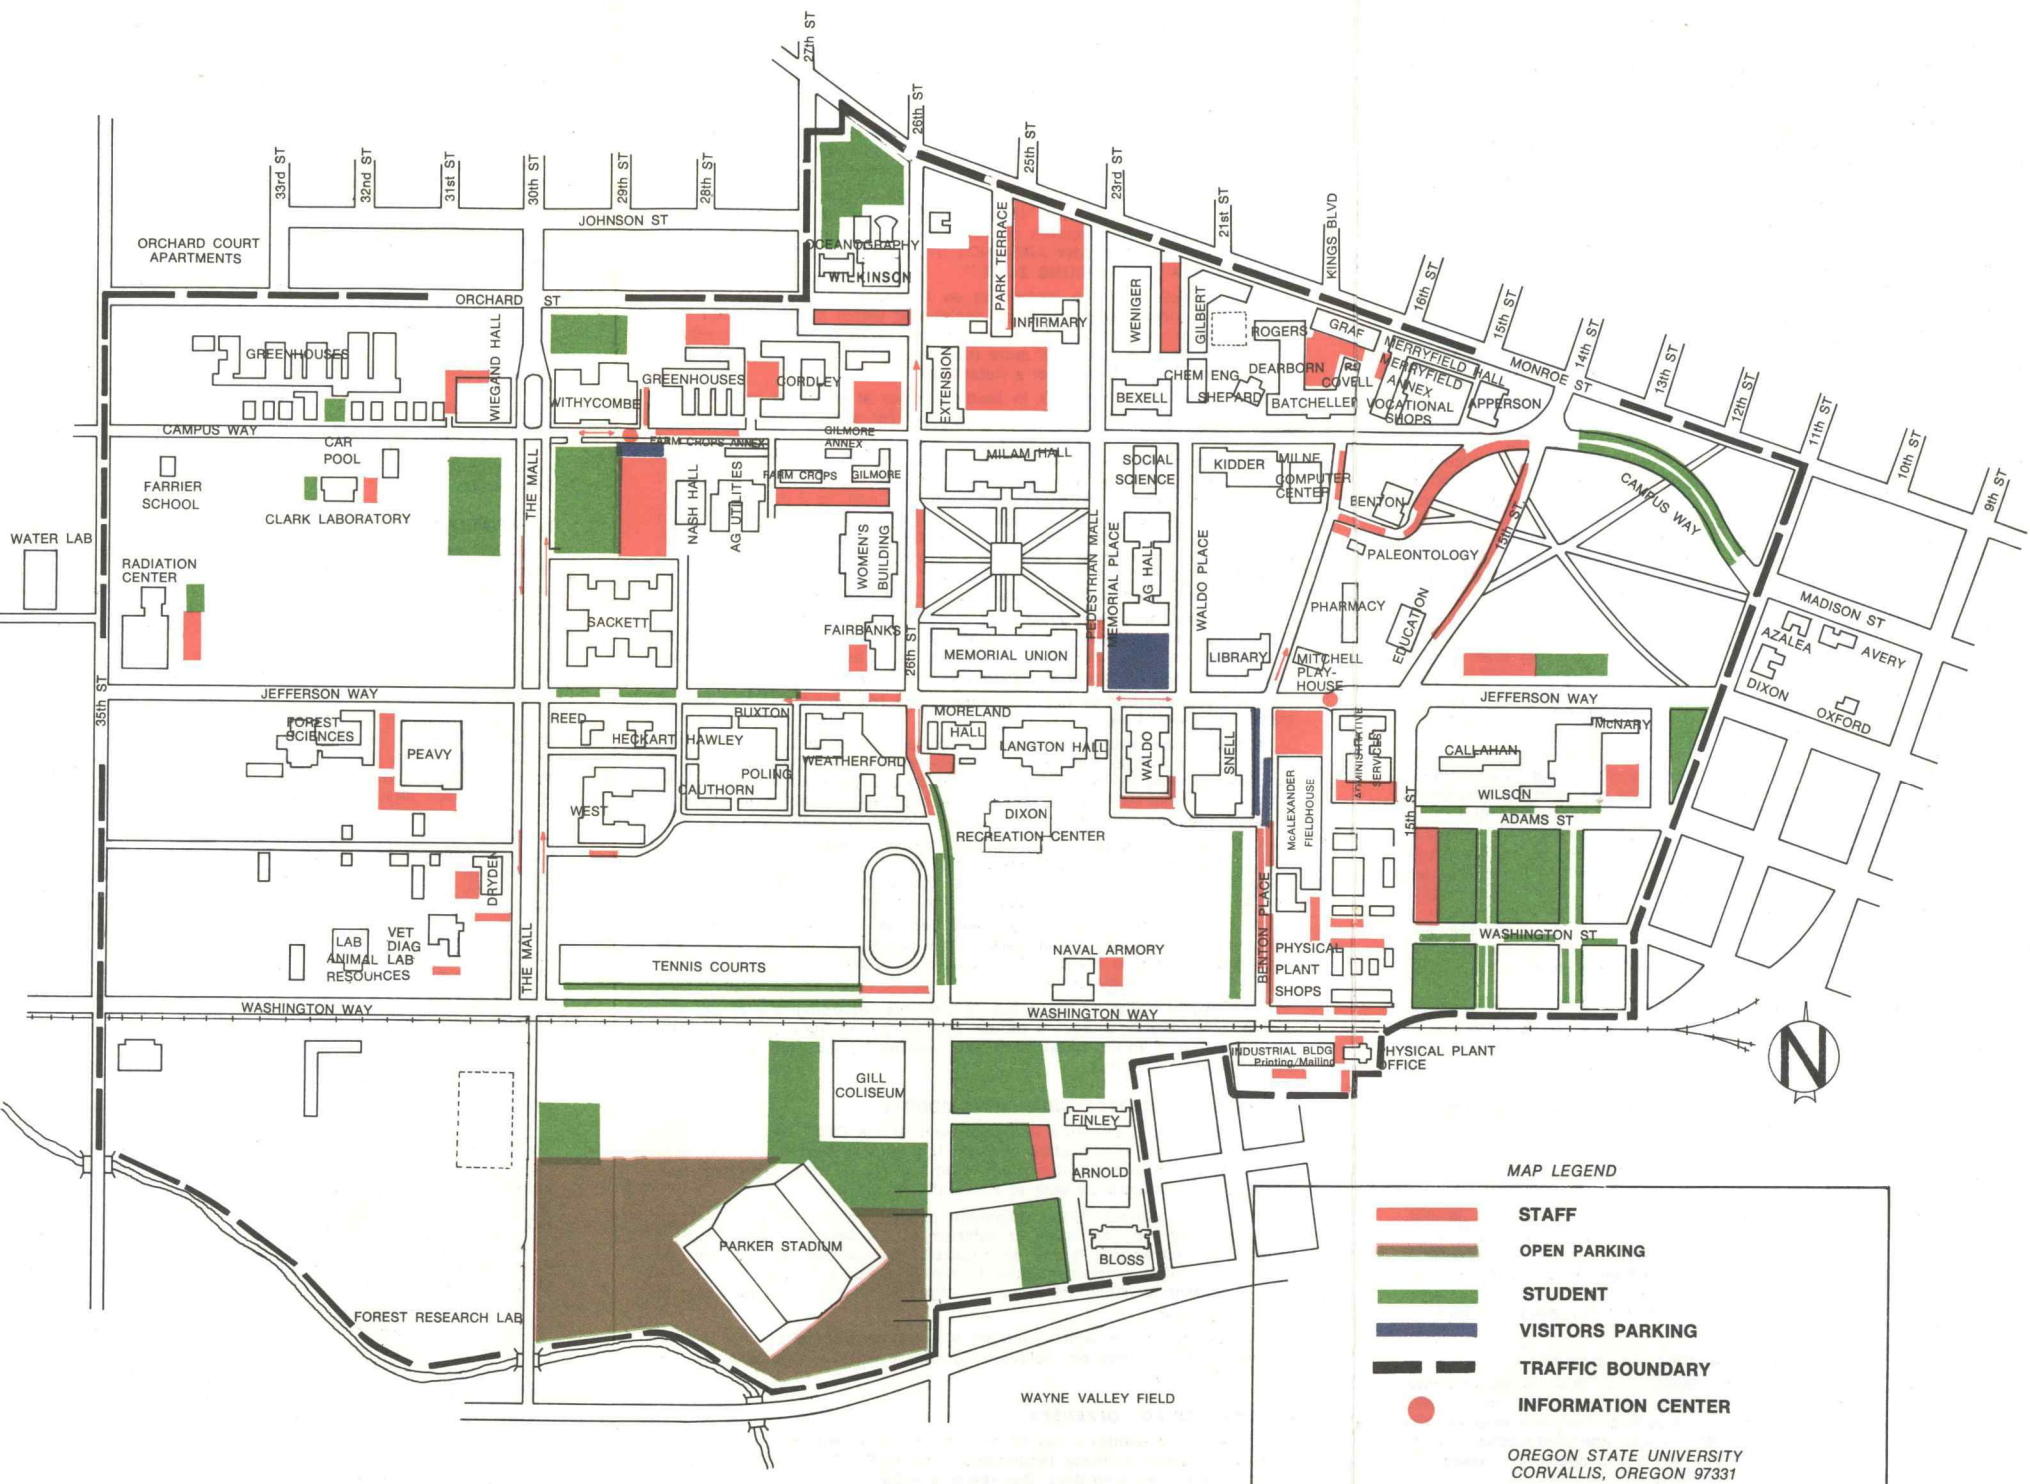 27th ST
26th ST
25th ST
23rd ST
21st ST
KINGS BLVD
16th ST
15th ST
14th ST
13th ST
12th ST
11th ST
10th ST
9th ST
33rd ST
32nd ST
31st ST
30th ST
29th ST
28th ST
JOHNSON ST
ORCHARD COURT
APARTMENTS
OCEANOGRAPHY
WILKINSON
PARK TERRACE
ORCHARD ST
INFIRMARY
WENIGER
GILBERT
ROGERS
GRAF
MERRYFIELD HALL
MONROE ST
GREENHOUSES
WIEGAND HALL
WITHYCOMBE
GREENHOUSES
CORDLEY
EXTENSION
CHEM ENG
BEXELL
SHEPARD
DEARBORN
COVELL
BATCHELLER
MERRYFIELD
ANNEX
VOCATIONAL
SHOPS
APPERSON
CAMPUS WAY
FARM CROPS ANNEX
GILMORE
ANNEX
CAR
POOL
FARRIER
SCHOOL
CLARK LABORATORY
THE MALL
NASH HALL
AG UTILITIES
FARM CROPS
GILMORE
MILAM HALL
SOCIAL
SCIENCE
KIDDER
MILNE
COMPUTER
CENTER
BENTON
CAMPUS WAY
15th ST
WATER LAB
RADIATION
CENTER
WOMEN'S
BUILDING
PEDESTRIAN MALL
MEMORIAL PLACE
AG HALL
WALDO PLACE
PALEONTOLOGY
PHARMACY
EDUCATION
MADISON ST
AZALEA
AVERY
DIXON
OXFORD
SACKETT
FAIRBANKS
26th ST
MEMORIAL UNION
LIBRARY
MITCHELL
PLAY-
HOUSE
35th ST
JEFFERSON WAY
JEFFERSON WAY
FOREST
SCIENCES
PEAVY
REED
HECKART
HAWLEY
BUXTON
POLING
CAUTHORN
WEATHERFORD
WEST
MORELAND
HALL
LANGTON HALL
WALDO
SNELL
DIXON
RECREATION CENTER
McALEXANDER
FIELDHOUSE
ADMINISTRATIVE
SERVICES
15th ST
CALLAHAN
McNARY
WILSON
ADAMS ST
DRYDEN
VET
DIAG
LAB
LAB
ANIMAL
RESOURCES
THE MALL
TENNIS COURTS
NAVAL ARMORY
BENTON PLACE
PHYSICAL
PLANT
SHOPS
WASHINGTON ST
WASHINGTON WAY
WASHINGTON WAY
INDUSTRIAL BLDG
Printing/Mailing
PHYSICAL PLANT
OFFICE
N
GILL
COLISEUM
FINLEY
ARNOLD
BLOSS
PARKER STADIUM
FOREST RESEARCH LAB
WAYNE VALLEY FIELD
MAP LEGEND
STAFF
OPEN PARKING
STUDENT
VISITORS PARKING
TRAFFIC BOUNDARY
INFORMATION CENTER
OREGON STATE UNIVERSITY
CORVALLIS, OREGON 97331